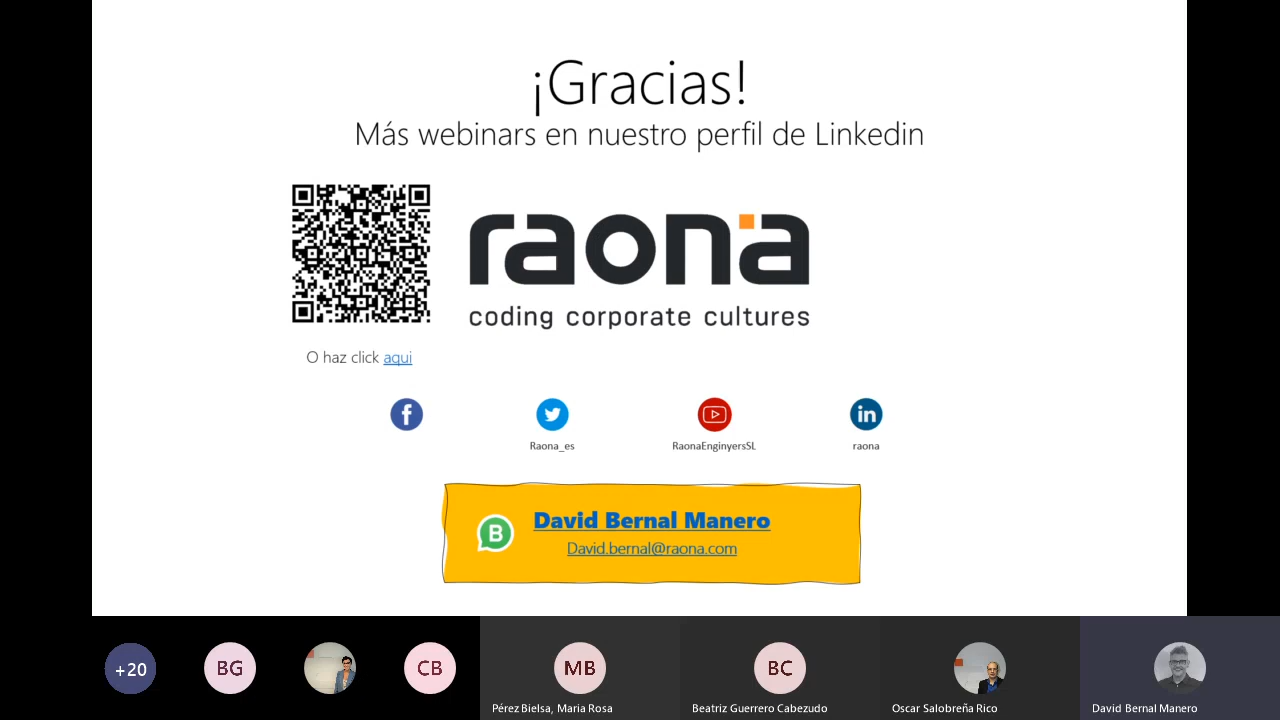 ¡Gracias!
Más webinars en nuestro perfil de Linkedin
raona
coding corporate cultures
O haz click aqui
f
in
Raona_es
RaonaEnginyersSL
raona
B
David Bernal Manero
David.bernal@raona.com
+20
BG
CB
MB
BC
Pérez Bielsa, Maria Rosa
Beatriz Guerrero Cabezudo
Oscar Salobreña Rico
David Bernal Manero